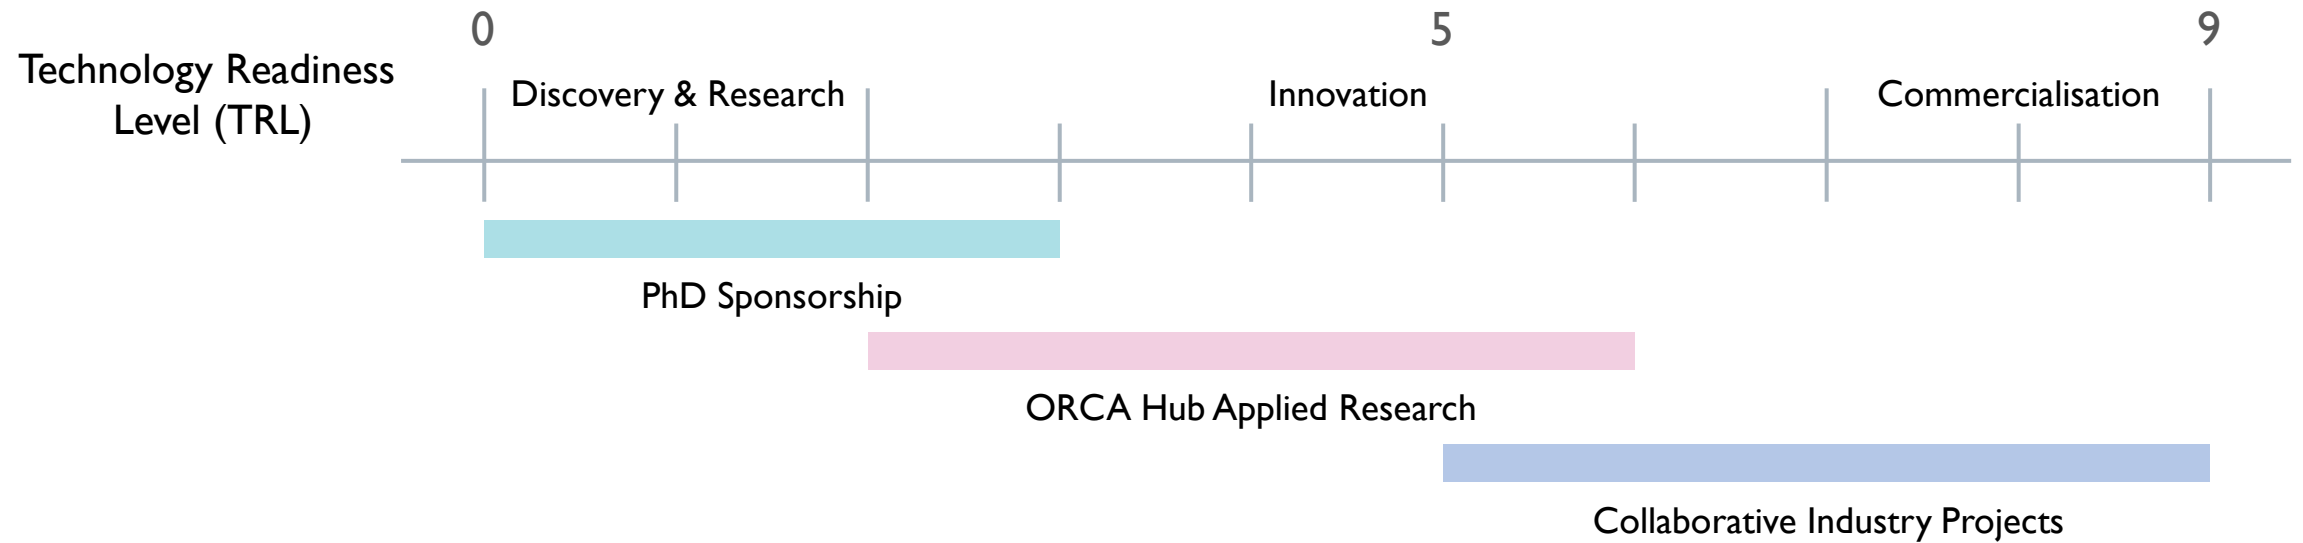 0
5
9
Technology Readiness
Level (TRL)
Discovery & Research
Innovation
Commercialisation
PhD Sponsorship
ORCA Hub Applied Research
Collaborative Industry Projects